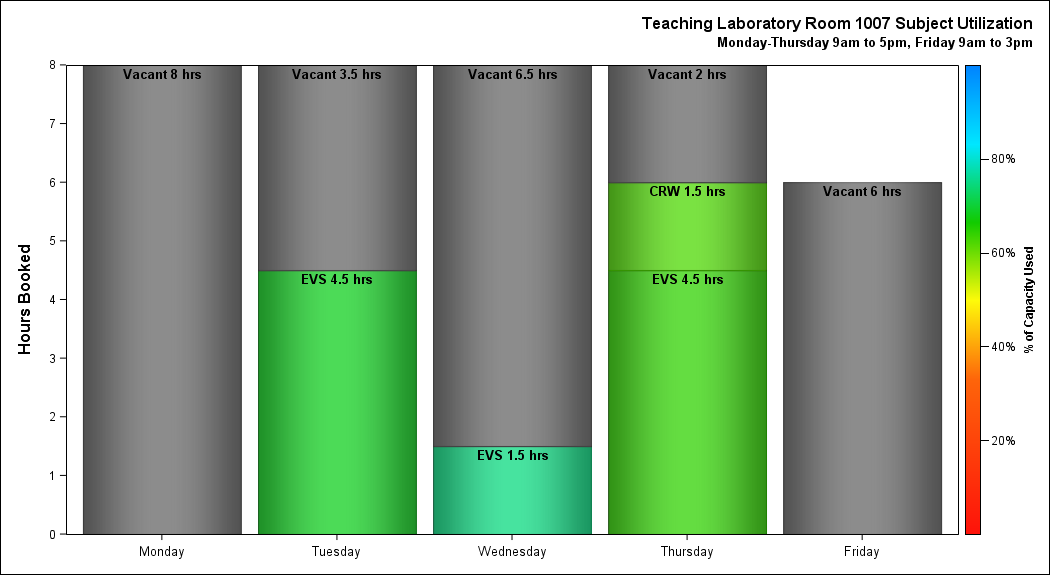 Teaching Laboratory Room 1007 Subject Utilization
Monday-Thursday 9am to 5pm, Friday 9am to 3pm
Hours Booked
8
7
6
5
4
3
2
1
0
Vacant 8 hrs
Vacant 3.5 hrs
EVS 4.5 hrs
Vacant 6.5 hrs
EVS 1.5 hrs
Vacant 2 hrs
CRW 1.5 hrs
EVS 4.5 hrs
Vacant 6 hrs
Monday
Tuesday
Wednesday
Thursday
Friday
80%
60%
40%
20%
% of Capacity Used